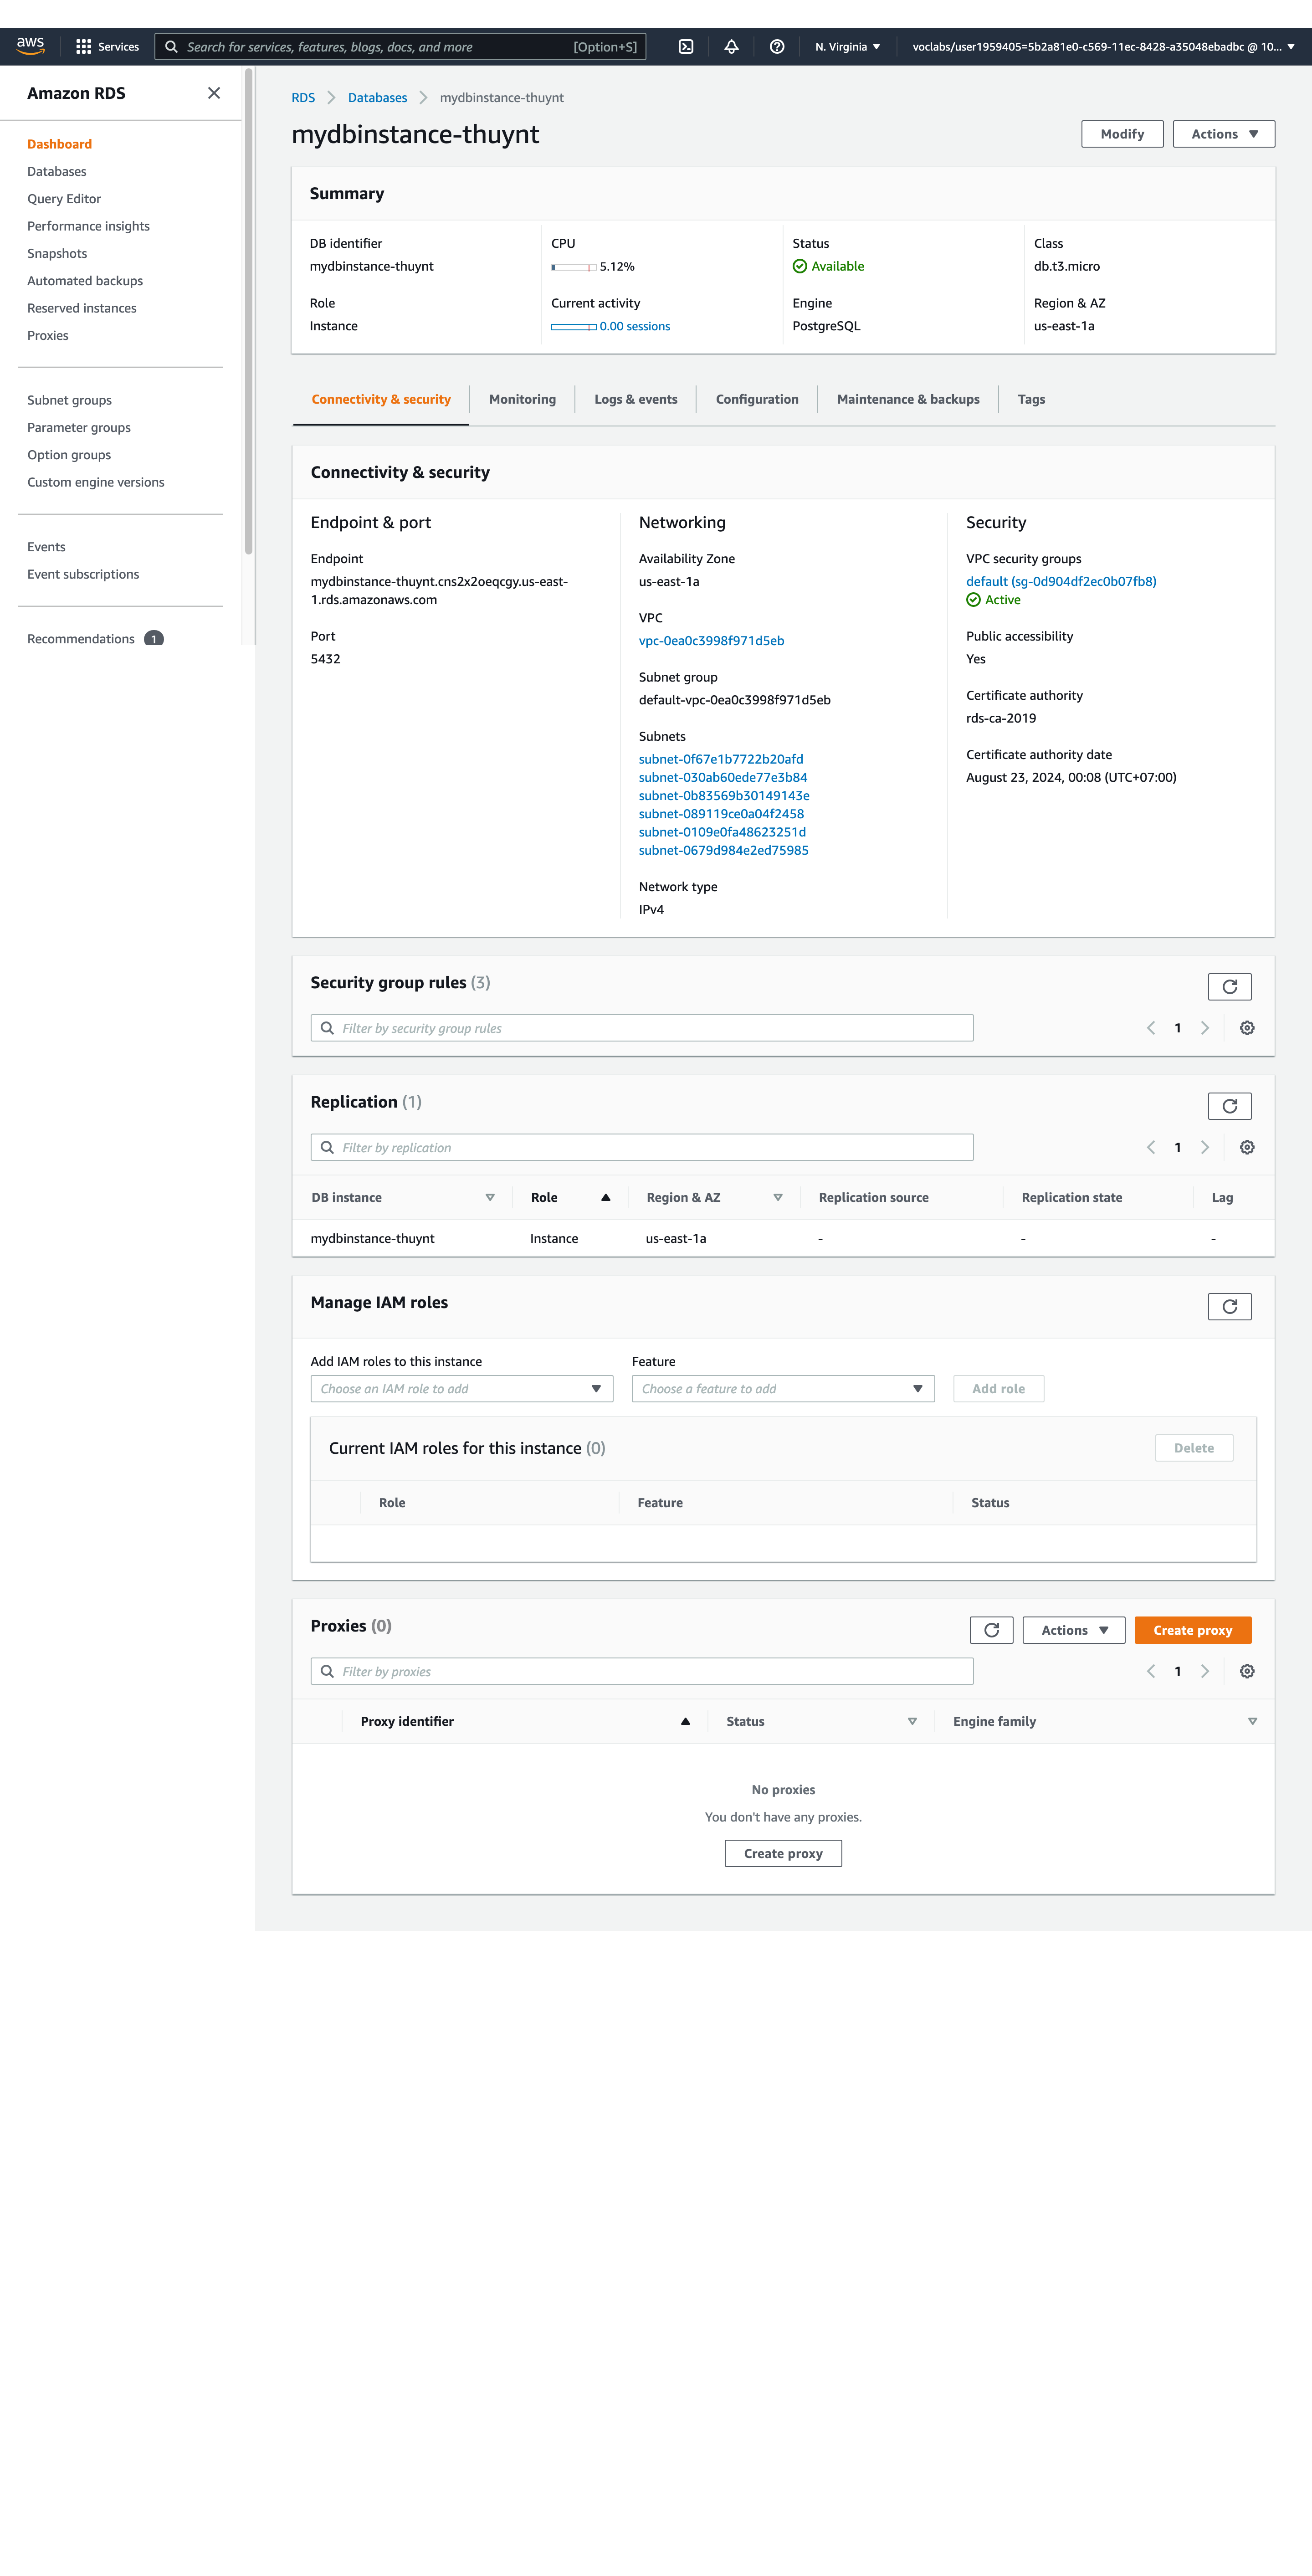 aws
Services
Search for services, features, blogs, docs, and more
[Option+S]
N. Virginia
voclabs/user1959405=5b2a81e0-c569-11ec-8428-a35048ebadbc @ 10...
Amazon RDS
Dashboard
Databases
Query Editor
Performance insights
Snapshots
Automated backups
Reserved instances
Proxies
Subnet groups
Parameter groups
Option groups
Custom engine versions
Events
Event subscriptions
Recommendations 1
RDS > Databases > mydbinstance-thuynt
mydbinstance-thuynt
Modify
Actions
Summary
DB identifier
mydbinstance-thuynt
CPU
5.12%
Status
Available
Class
db.t3.micro
Role
Instance
Current activity
0.00 sessions
Engine
PostgreSQL
Region & AZ
us-east-1a
Connectivity & security
Monitoring
Logs & events
Configuration
Maintenance & backups
Tags
Connectivity & security
Endpoint & port
Endpoint
mydbinstance-thuynt.cns2x2oeqcgy.us-east-
1.rds.amazonaws.com
Port
5432
Networking
Availability Zone
us-east-1a
VPC
vpc-0ea0c3998f971d5eb
Subnet group
default-vpc-0ea0c3998f971d5eb
Subnets
subnet-0f67e1b7722b20afd
subnet-030ab60ede77e3b84
subnet-0b83569b30149143e
subnet-089119ce0a04f2458
subnet-0109e0fa48623251d
subnet-0679d984e2ed75985
Network type
IPv4
Security
VPC security groups
default (sg-0d904df2ec0b07fb8)
Active
Public accessibility
Yes
Certificate authority
rds-ca-2019
Certificate authority date
August 23, 2024, 00:08 (UTC+07:00)
Security group rules (3)
Filter by security group rules
1
Replication (1)
Filter by replication
1
DB instance
Role
Region & AZ
Replication source
Replication state
Lag
mydbinstance-thuynt
Instance
us-east-1a
-
-
-
Manage IAM roles
Add IAM roles to this instance
Choose an IAM role to add
Feature
Choose a feature to add
Add role
Current IAM roles for this instance (0)
Delete
Role
Feature
Status
Proxies (0)
Actions
Create proxy
Filter by proxies
1
Proxy identifier
Status
Engine family
No proxies
You don't have any proxies.
Create proxy